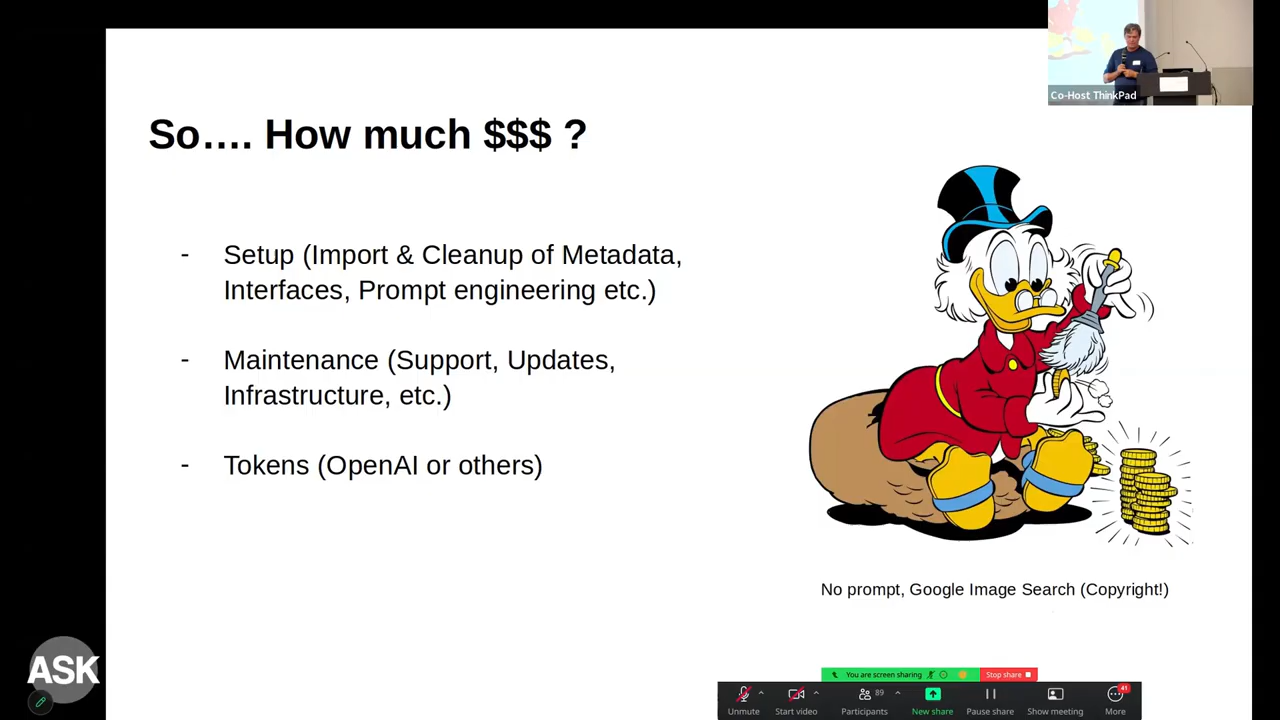 Co-Host ThinkPad
So.... How much $$$ ?
- Setup (Import & Cleanup of Metadata,
Interfaces, Prompt engineering etc.)
- Maintenance (Support, Updates,
Infrastructure, etc.)
- Tokens (OpenAI or others)
No prompt, Google Image Search (Copyright!)
ASK
You are screen sharing
Stop share
89
41
Unmute
Start video
Participants
New share
Pause share
Show meeting
More